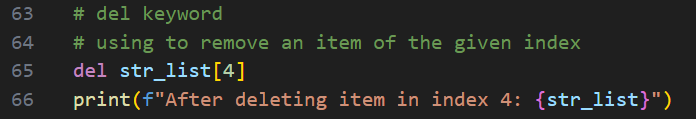 63 # del keyword
64 # using to remove an item of the given index
65 del str_list[4]
66 print(f"After deleting item in index 4: {str_list}")